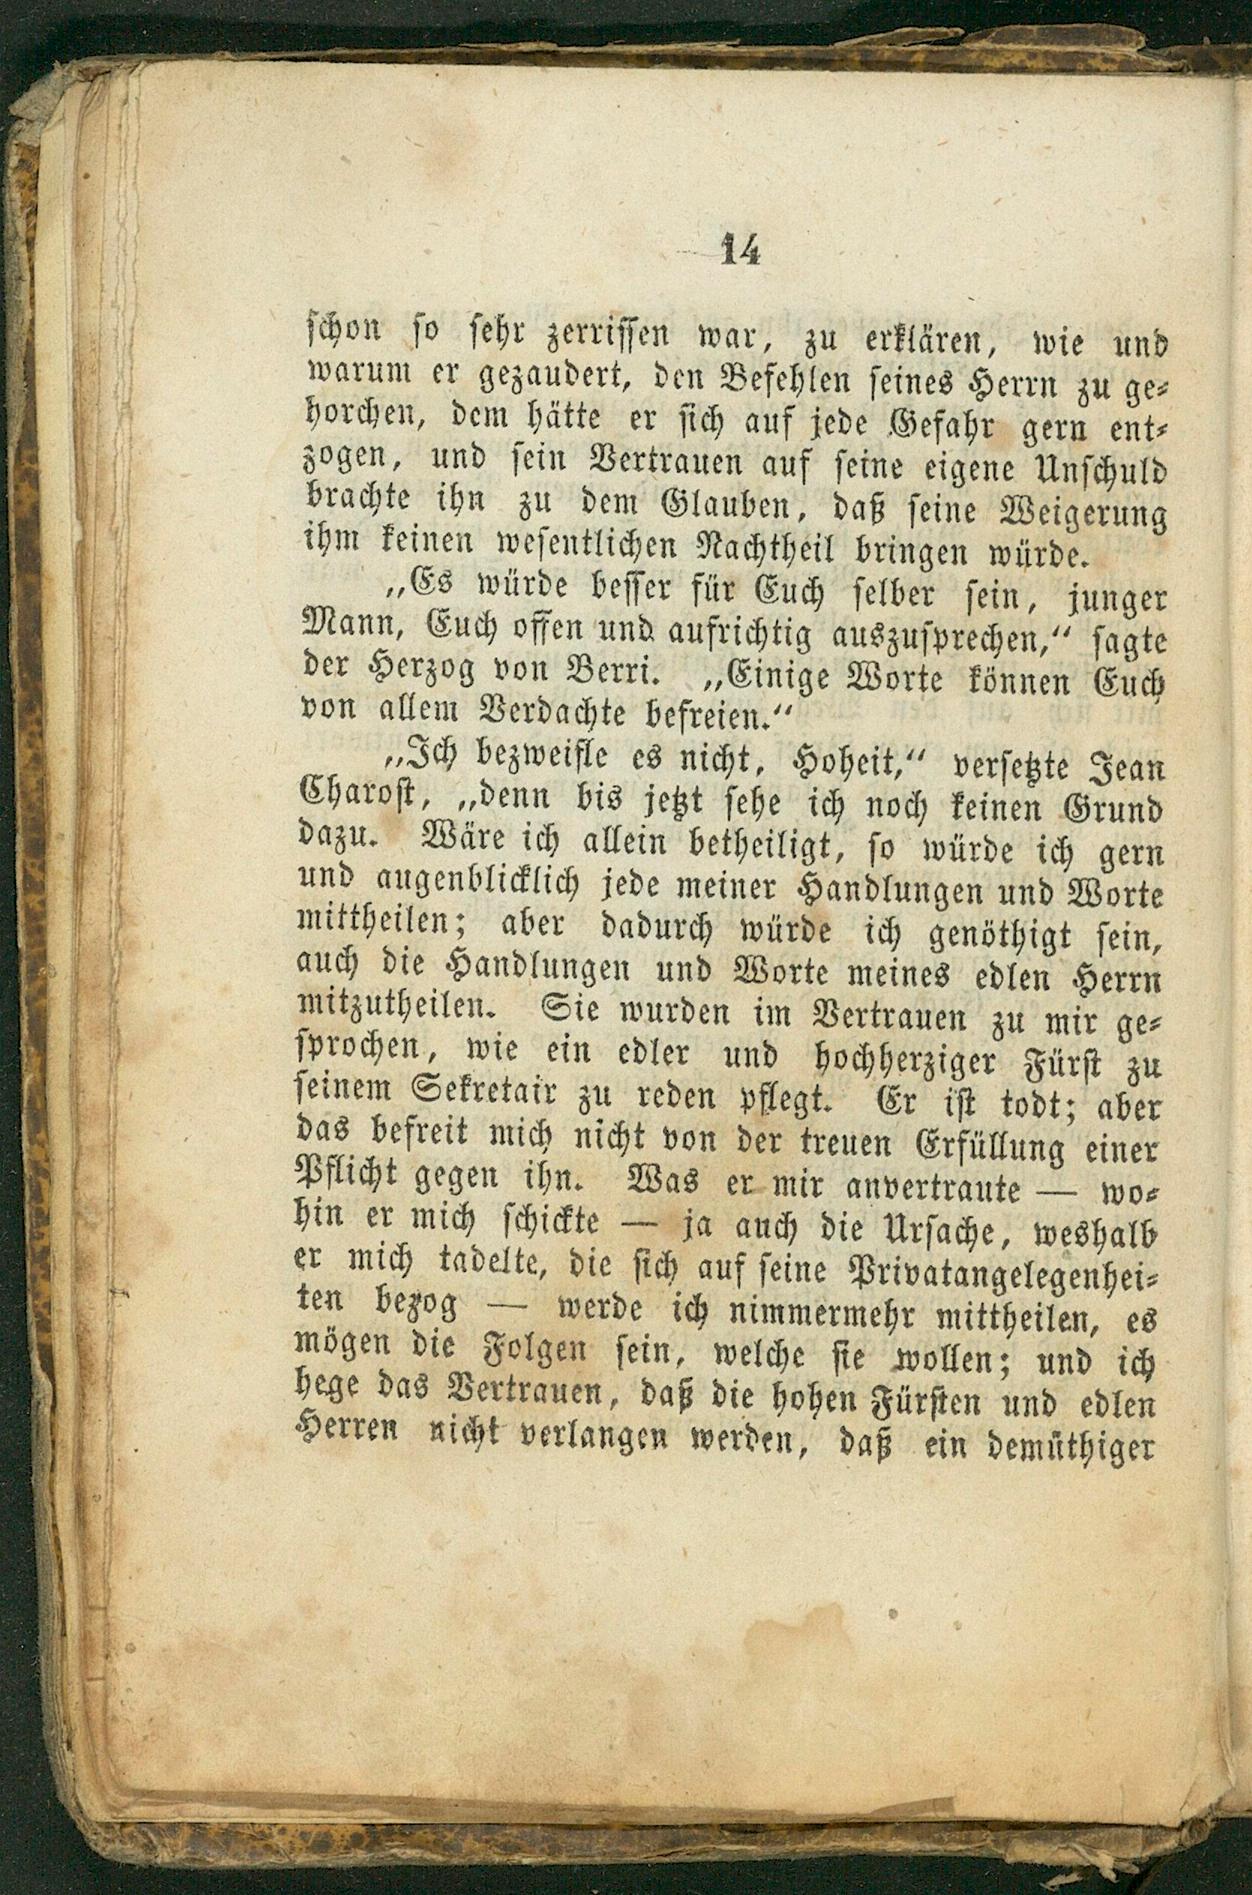 14
schon so sehr zerrissen war, zu erklären, wie und
warum er gezaudert, den Befehlen seines Herrn zu ge-
horchen, dem hätte er sich auf jede Gefahr gern ent-
zogen, und sein Vertrauen auf seine eigene Unschuld
brachte ihn zu dem Glauben, daß seine Weigerung
ihm keinen wesentlichen Nachtheil bringen würde.
„Es würde besser für Euch selber sein, junger
Mann, Euch offen und aufrichtig auszusprechen,“ sagte
der Herzog von Berri. „Einige Worte können Euch
von allem Verdachte befreien.“
„Ich bezweifle es nicht, Hoheit,“ versetzte Jean
Charost, „denn bis jetzt sehe ich noch keinen Grund
dazu. Wäre ich allein betheiligt, so würde ich gern
und augenblicklich jede meiner Handlungen und Worte
mittheilen; aber dadurch würde ich genöthigt sein,
auch die Handlungen und Worte meines edlen Herrn
mitzutheilen. Sie wurden im Vertrauen zu mir ge-
sprochen, wie ein edler und hochherziger Fürst zu
seinem Sekretair zu reden pflegt. Er ist todt; aber
das befreit mich nicht von der treuen Erfüllung einer
Pflicht gegen ihn. Was er mir anvertraute — wo-
hin er mich schickte — ja auch die Ursache, weshalb
er mich tadelte, die sich auf seine Privatangelegenhei-
ten bezog — werde ich nimmermehr mittheilen, es
mögen die Folgen sein, welche sie wollen; und ich
hege das Vertrauen, daß die hohen Fürsten und edlen
Herren nicht verlangen werden, daß ein demüthiger